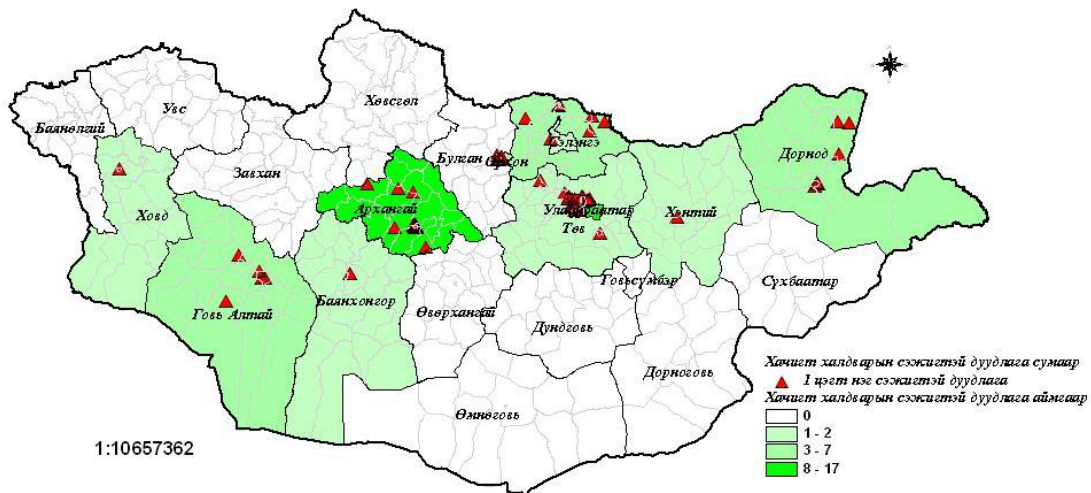 Увс
Хөвсгөл
Баянөлгий
Завхан
Булган
Орхон
Сэлэнгэ
Дорнод
Ховд
Архангай
Улаанбаатар
Төв
Хэнтий
Говь Алтай
Баянхонгор
Өвөрхангай
Говьсүмбэр
Сүхбаатар
Дундговь
Дорноговь
Өмнөговь
1:10657362
Хачигт халдварын сэжигтэй дуудлага сумаар
1 цэгт нэг сэжигтэй дуудлага
Хачигт халдварын сэжигтэй дуудлага аймгаар
0
1 - 2
3 - 7
8 - 17